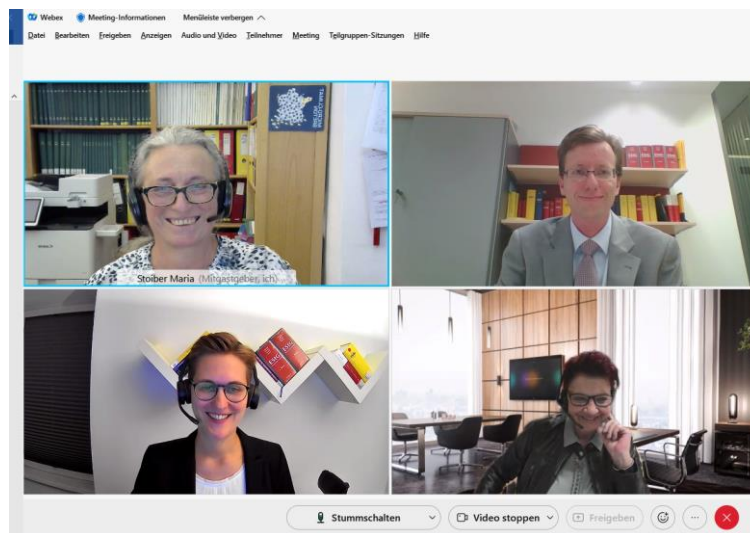 Webex Meeting-Informationen Menüleiste verbergen
Datei Bearbeiten Freigeben Anzeigen Audio und Video Teilnehmer Meeting Teilgruppen-Sitzungen Hilfe
Stoiber Maria (Mitgastgeber, ich)
Stummschalten Video stoppen Freigeben